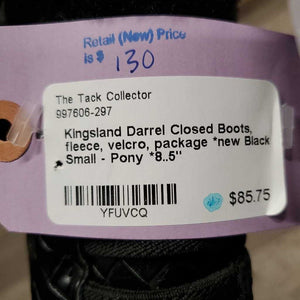 Retail (New) Price
is $ 130
The Tack Collector
997606-297
Kingsland Darrel Closed Boots,
fleece, velcro, package *new Black
Small - Pony *8..5"
YFUVCQ
$85.75